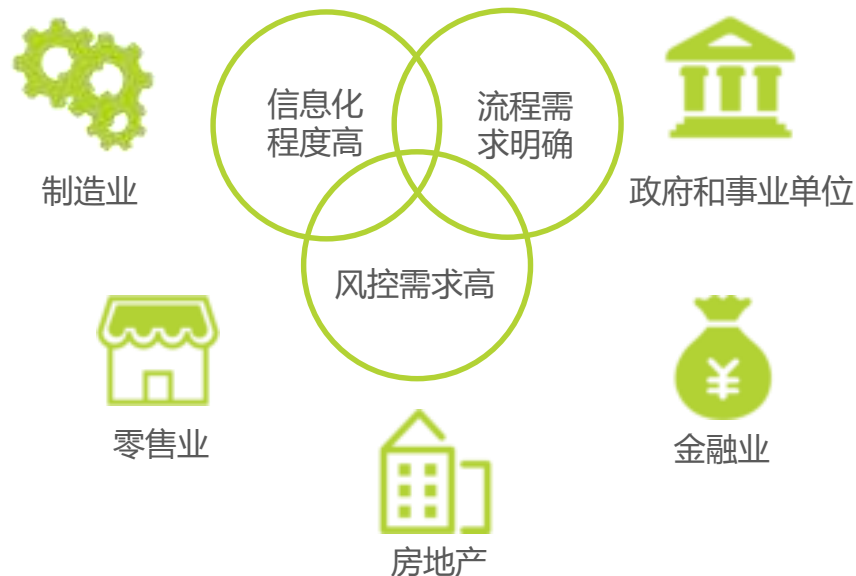 信息化
程度高
流程需
求明确
制造业
政府和事业单位
风控需求高
零售业
金融业
房地产
¥